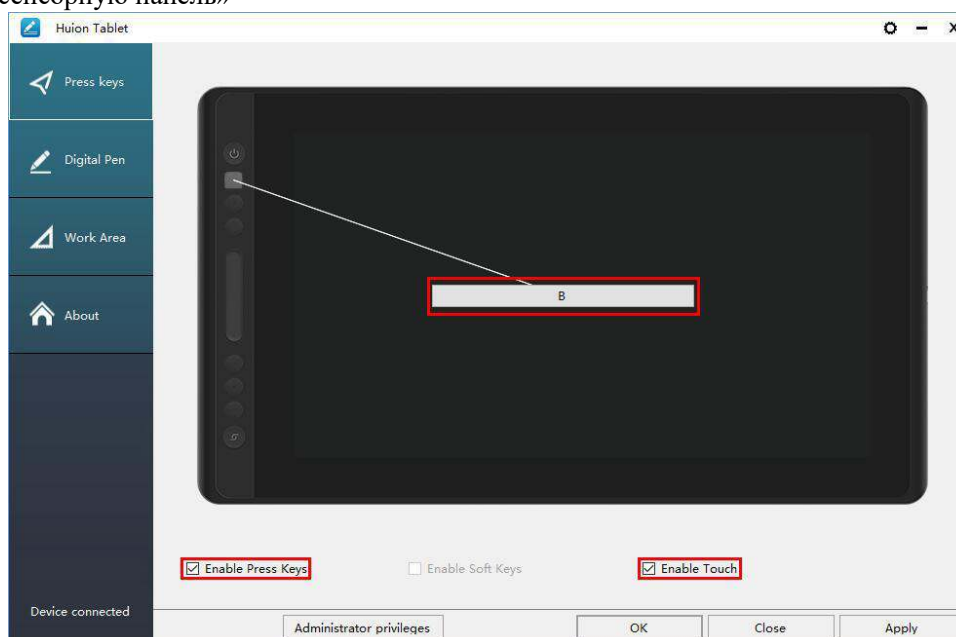 сенсорную панель»
Huion Tablet
Press keys
Digital Pen
Work Area
About
B
Enable Press Keys
Enable Soft Keys
Enable Touch
Device connected
Administrator privileges
OK
Close
Apply